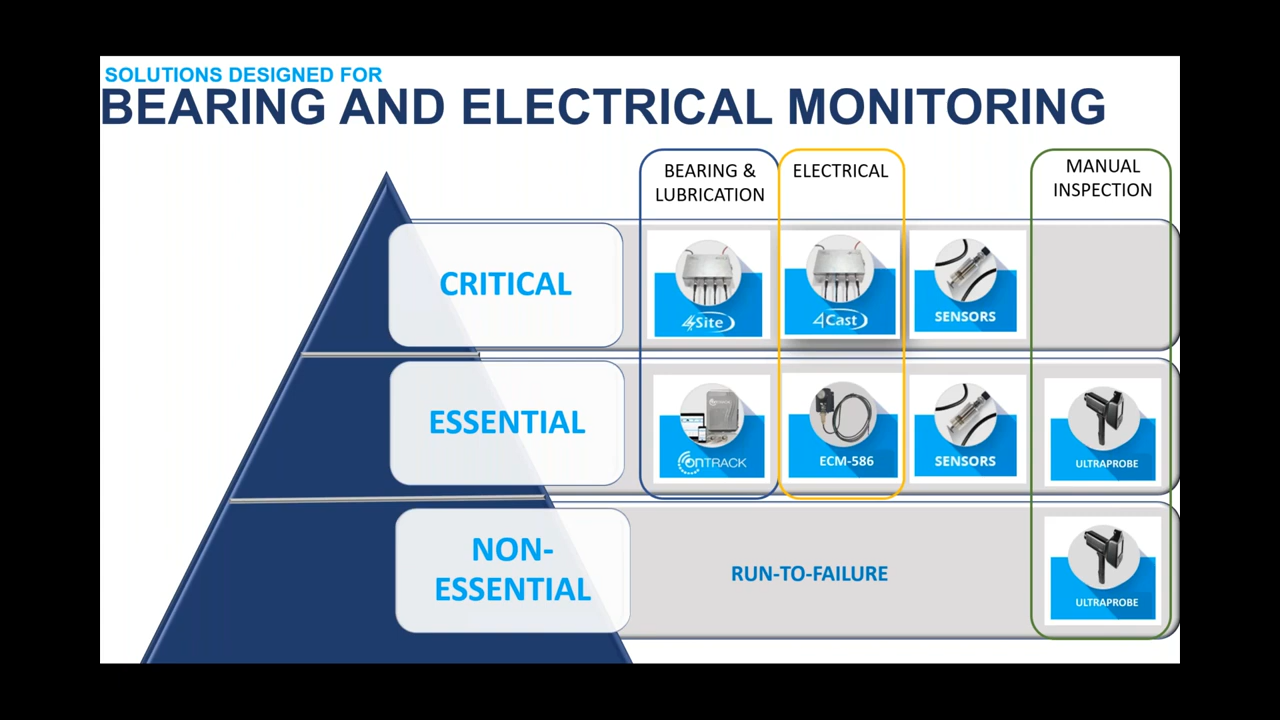 SOLUTIONS DESIGNED FOR
BEARING AND ELECTRICAL MONITORING
BEARING &
LUBRICATION
ELECTRICAL
MANUAL
INSPECTION
CRITICAL
4Site
4Cast
SENSORS
ESSENTIAL
ONTRACK
ECM-586
SENSORS
ULTRAPROBE
NON-
ESSENTIAL
RUN-TO-FAILURE
ULTRAPROBE